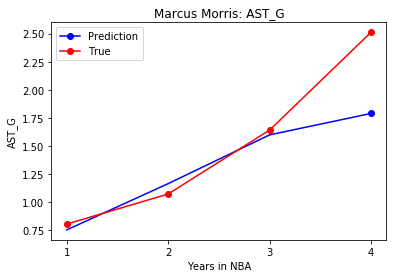 Marcus Morris: AST_G
Prediction
True
2.50
2.25
2.00
1.75
1.50
1.25
1.00
0.75
AST_G
1 2 3 4
Years in NBA